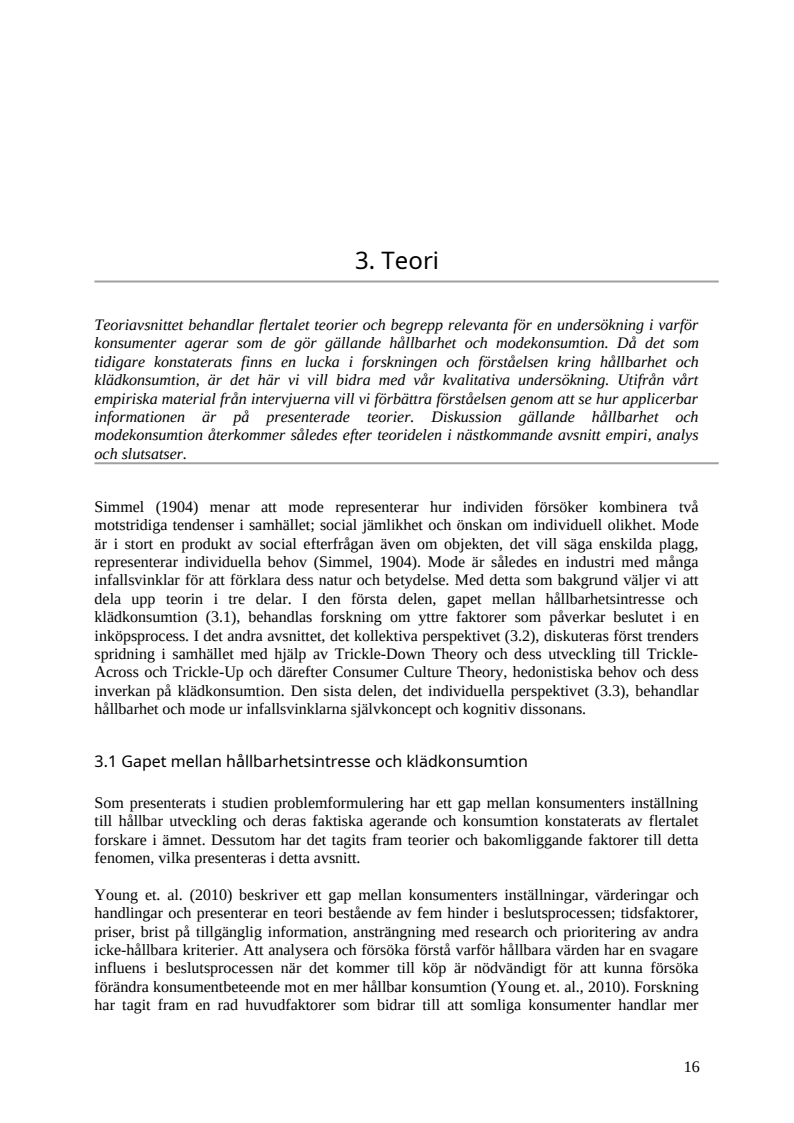 3. Teori
Teoriavsnittet behandlar flertalet teorier och begrepp relevanta för en undersökning i varför
konsumenter agerar som de gör gällande hållbarhet och modekonsumtion. Då det som
tidigare konstaterats finns en lucka i forskningen och förståelsen kring hållbarhet och
klädkonsumtion, är det här vi vill bidra med vår kvalitativa undersökning. Utifrån vårt
empiriska material från intervjuerna vill vi förbättra förståelsen genom att se hur applicerbar
informationen är på presenterade teorier. Diskussion gällande hållbarhet och
modekonsumtion återkommer således efter teoridelen i nästkommande avsnitt empiri, analys
och slutsatser.
Simmel (1904) menar att mode representerar hur individen försöker kombinera två
motstridiga tendenser i samhället; social jämlikhet och önskan om individuell olikhet. Mode
är i stort en produkt av social efterfrågan även om objekten, det vill säga enskilda plagg,
representerar individuella behov (Simmel, 1904). Mode är således en industri med många
infallsvinklar för att förklara dess natur och betydelse. Med detta som bakgrund väljer vi att
dela upp teorin i tre delar. I den första delen, gapet mellan hållbarhetsintresse och
klädkonsumtion (3.1), behandlas forskning om yttre faktorer som påverkar beslutet i en
inköpsprocess. I det andra avsnittet, det kollektiva perspektivet (3.2), diskuteras först trenders
spridning i samhället med hjälp av Trickle-Down Theory och dess utveckling till Trickle-
Across och Trickle-Up och därefter Consumer Culture Theory, hedonistiska behov och dess
inverkan på klädkonsumtion. Den sista delen, det individuella perspektivet (3.3), behandlar
hållbarhet och mode ur infallsvinklarna självkoncept och kognitiv dissonans.
3.1 Gapet mellan hållbarhetsintresse och klädkonsumtion
Som presenterats i studien problemformulering har ett gap mellan konsumenters inställning
till hållbar utveckling och deras faktiska agerande och konsumtion konstaterats av flertalet
forskare i ämnet. Dessutom har det tagits fram teorier och bakomliggande faktorer till detta
fenomen, vilka presenteras i detta avsnitt.
Young et. al. (2010) beskriver ett gap mellan konsumenters inställningar, värderingar och
handlingar och presenterar en teori bestående av fem hinder i beslutsprocessen; tidsfaktorer,
priser, brist på tillgänglig information, ansträngning med research och prioritering av andra
icke-hållbara kriterier. Att analysera och försöka förstå varför hållbara värden har en svagare
influens i beslutsprocessen när det kommer till köp är nödvändigt för att kunna försöka
förändra konsumentbeteende mot en mer hållbar konsumtion (Young et. al., 2010). Forskning
har tagit fram en rad huvudfaktorer som bidrar till att somliga konsumenter handlar mer
16